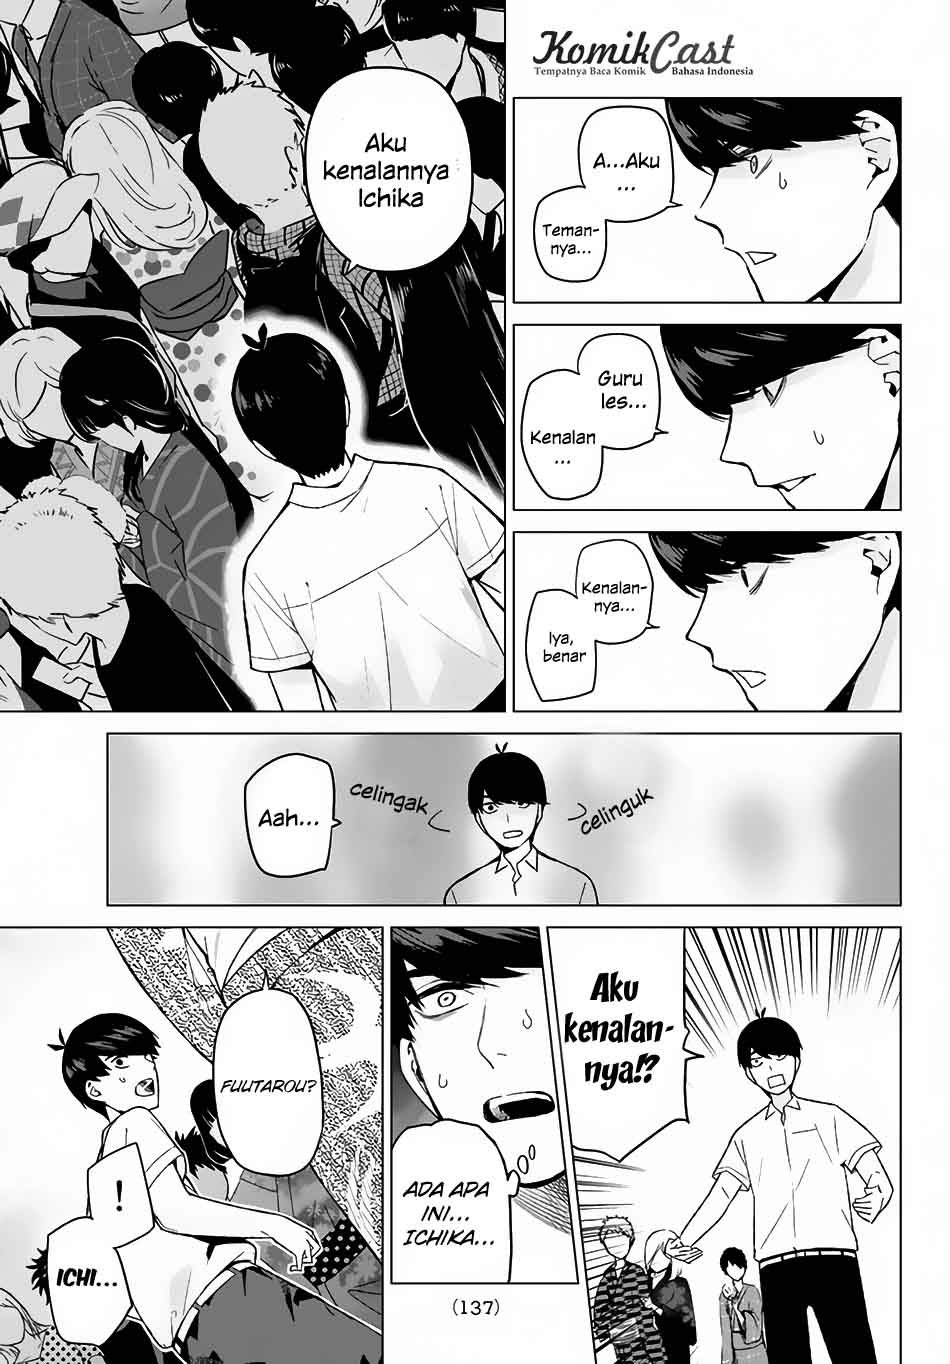 KomikCast
Tempatnya Baca Komik Bahasa Indonesia
A...Aku
...
Teman-
nya...
Guru
les...
Kenalan
...
Kenalan-
nya...
Iya,
benar
Aku
kenalannya
Ichika
Aah...
celingak
celinguk
Aku
kenalan-
nya!?
ADA APA
INI...
ICHIKA...
FUUTAROU?
!
ICHI...
(137)